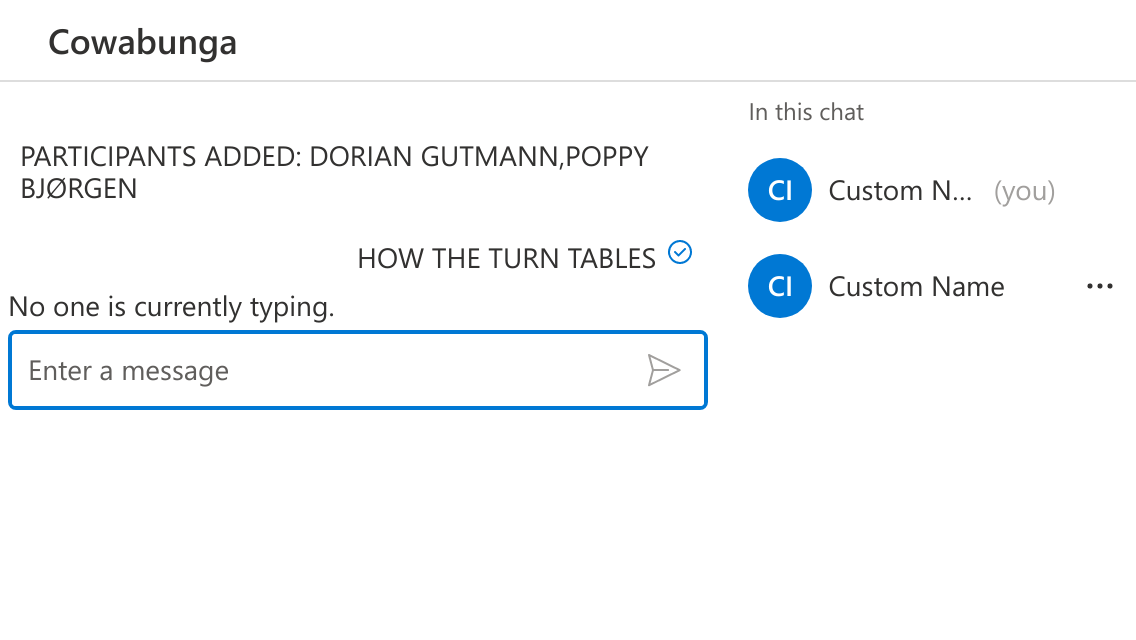 Cowabunga
PARTICIPANTS ADDED: DORIAN GUTMANN,POPPY
BJØRGEN
HOW THE TURN TABLES
No one is currently typing.
Enter a message
In this chat
CI Custom N... (you)
CI Custom Name